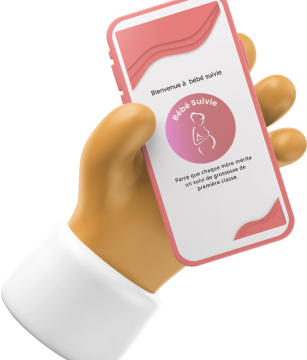 Bienvenue à bébé suivie
Bébé Suivie
Parce que chaque mère mérite
un suivi de grossesse de
première classe.